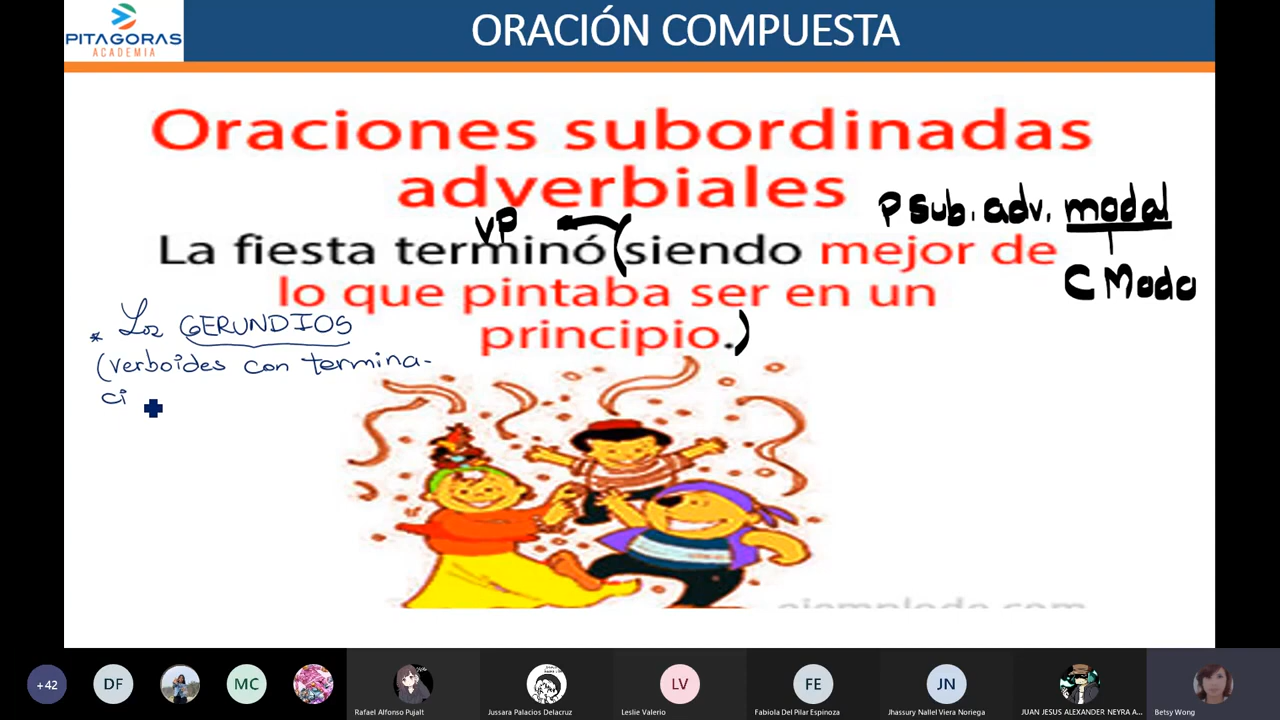 PITAGORAS
ACADEMIA
ORACIÓN COMPUESTA
Oraciones subordinadas
adverbiales
P sub. adv. modal
VP
La fiesta terminó (siendo mejor de
C Modo
lo que pintaba ser en un
principio.)
* Los GERUNDIOS
(verboides con termina-
ci
ejemplode.com
+42
DF
MC
LV
FE
JN
Rafael Alfonso Pujalt
Jussara Palacios Delacruz
Leslie Valerio
Fabiola Del Pilar Espinoza
Jhassury Nallel Viera Noriega
JUAN JESUS ALEXANDER NEYRA A...
Betsy Wong